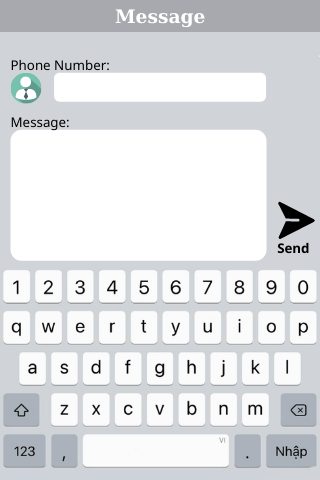 Message
Phone Number:
Message:
Send
1 2 3 4 5 6 7 8 9 0
q w e r t y u i o p
a s d f g h j k l
z x c v b n m
VI
123 , . Nhập